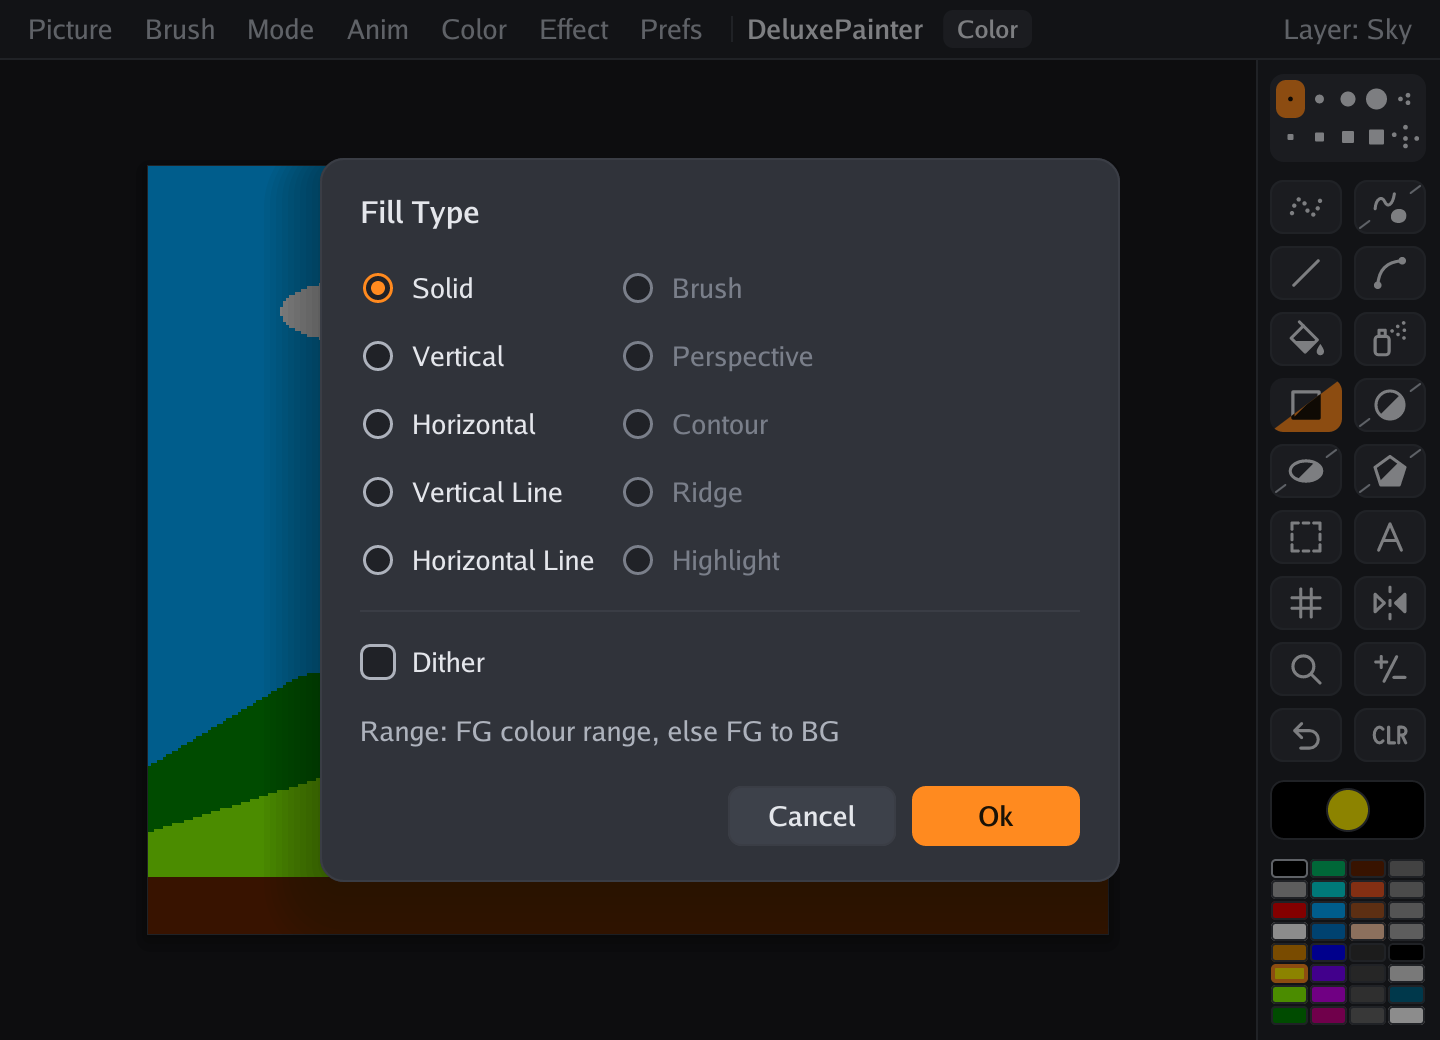 Picture Brush Mode Anim Color Effect Prefs DeluxePainter Color Layer: Sky
Fill Type
Solid Brush
Vertical Perspective
Horizontal Contour
Vertical Line Ridge
Horizontal Line Highlight
Dither
Range: FG colour range, else FG to BG
Cancel Ok
A
CLR